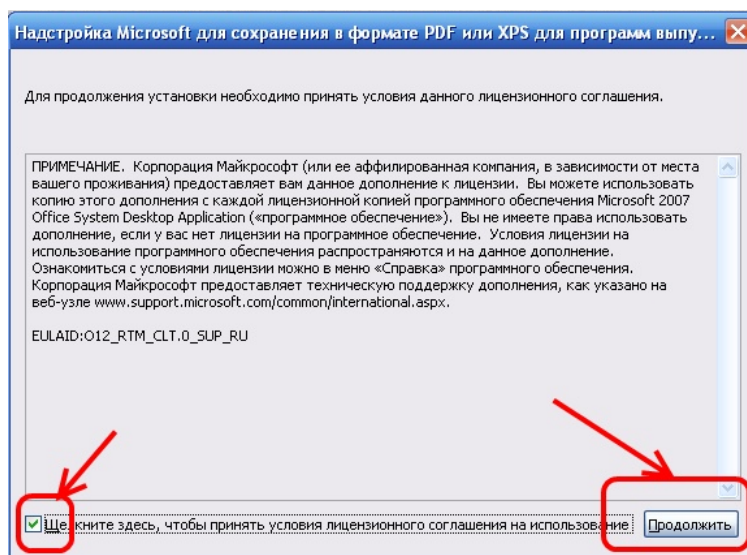 Надстройка Microsoft для сохранения в формате PDF или XPS для программ выпу...
Для продолжения установки необходимо принять условия данного лицензионного соглашения.
ПРИМЕЧАНИЕ. Корпорация Майкрософт (или ее аффилированная компания, в зависимости от места
вашего проживания) предоставляет вам данное дополнение к лицензии. Вы можете использовать
копию этого дополнения с каждой лицензионной копией программного обеспечения Microsoft 2007
Office System Desktop Application («программное обеспечение»). Вы не имеете права использовать
дополнение, если у вас нет лицензии на программное обеспечение. Условия лицензии на
использование программного обеспечения распространяются и на данное дополнение.
Ознакомиться с условиями лицензии можно в меню «Справка» программного обеспечения.
Корпорация Майкрософт предоставляет техническую поддержку дополнения, как указано на
веб-узле www.support.microsoft.com/common/international.aspx.
EULAID:O12_RTM_CLT.0_SUP_RU
Щелкните здесь, чтобы принять условия лицензионного соглашения на использование Продолжить